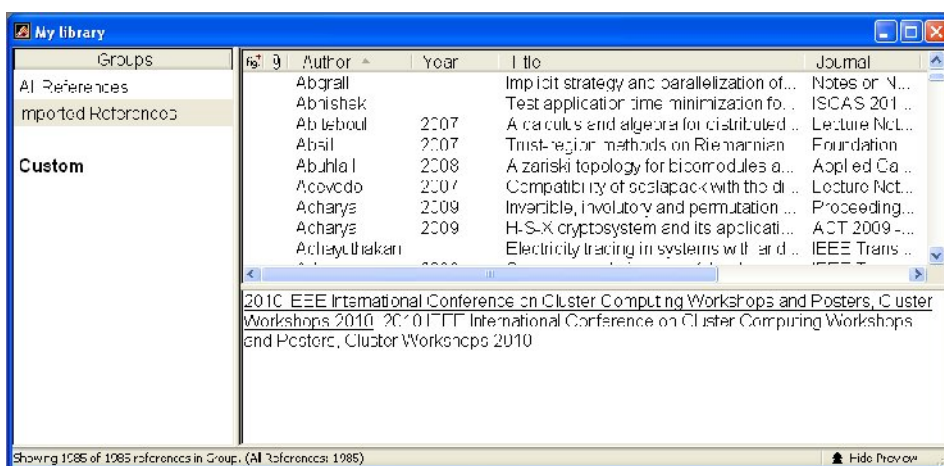 My library
Groups
All References
Imported References
Custom
Author Year Title Journal
Abgrall Implicit strategy and parallelization of... Notes on N...
Abhishek Test application time minimization fo... ISCAS 201...
Abiteboul 2007 A calculus and algebra for distributed ... Lecture Not...
Absil 2007 Trust-region methods on Riemannian ... Foundation...
Abuhlail 2008 A zariski topology for bicomodules a... Applied Ca...
Acevedo 2007 Compatibility of scalapack with the di... Lecture Not...
Acharya 2009 Invertible, involutory and permutation ... Proceeding...
Acharya 2009 H-S-X cryptosystem and its applicati... ACT 2009 -...
Achayuthakan Electricity trading in systems with and... IEEE Trans...
2010 IEEE International Conference on Cluster Computing Workshops and Posters, Cluster
Workshops 2010 2010 IEEE International Conference on Cluster Computing Workshops
and Posters, Cluster Workshops 2010
Showing 1985 of 1985 references in Group. (All References: 1985) Hide Preview